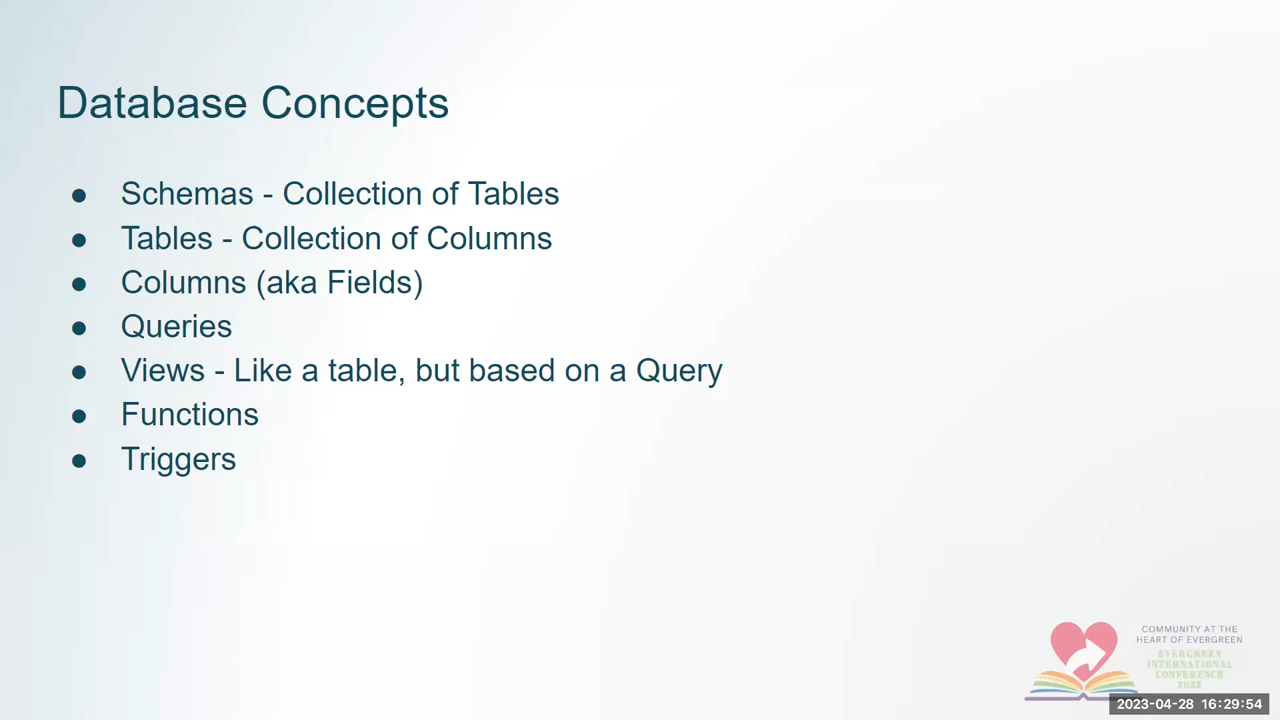 Database Concepts
● Schemas - Collection of Tables
● Tables - Collection of Columns
● Columns (aka Fields)
● Queries
● Views - Like a table, but based on a Query
● Functions
● Triggers
COMMUNITY AT THE
HEART OF EVERGREEN
EVERGREEN
INTERNATIONAL
CONFERENCE
2023-04-28 16:29:54